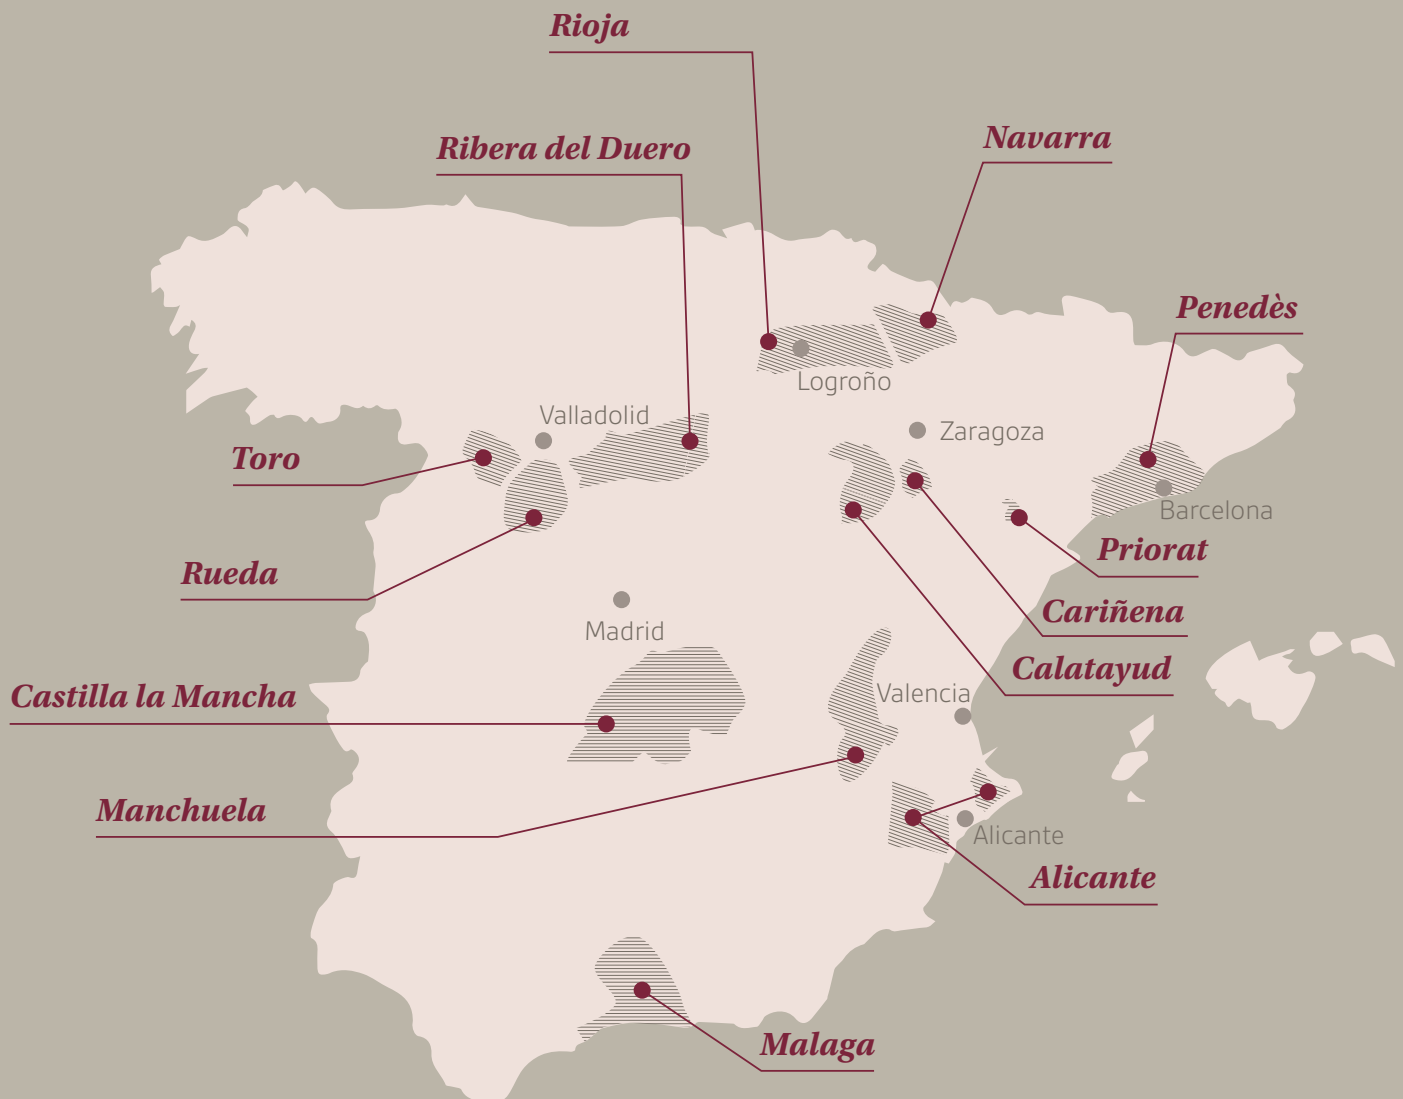 Rioja
Navarra
Ribera del Duero
Penedès
Logroño
Valladolid
Zaragoza
Toro
Barcelona
Priorat
Rueda
Cariñena
Madrid
Calatayud
Castilla la Mancha
Valencia
Manchuela
Alicante
Alicante
Malaga